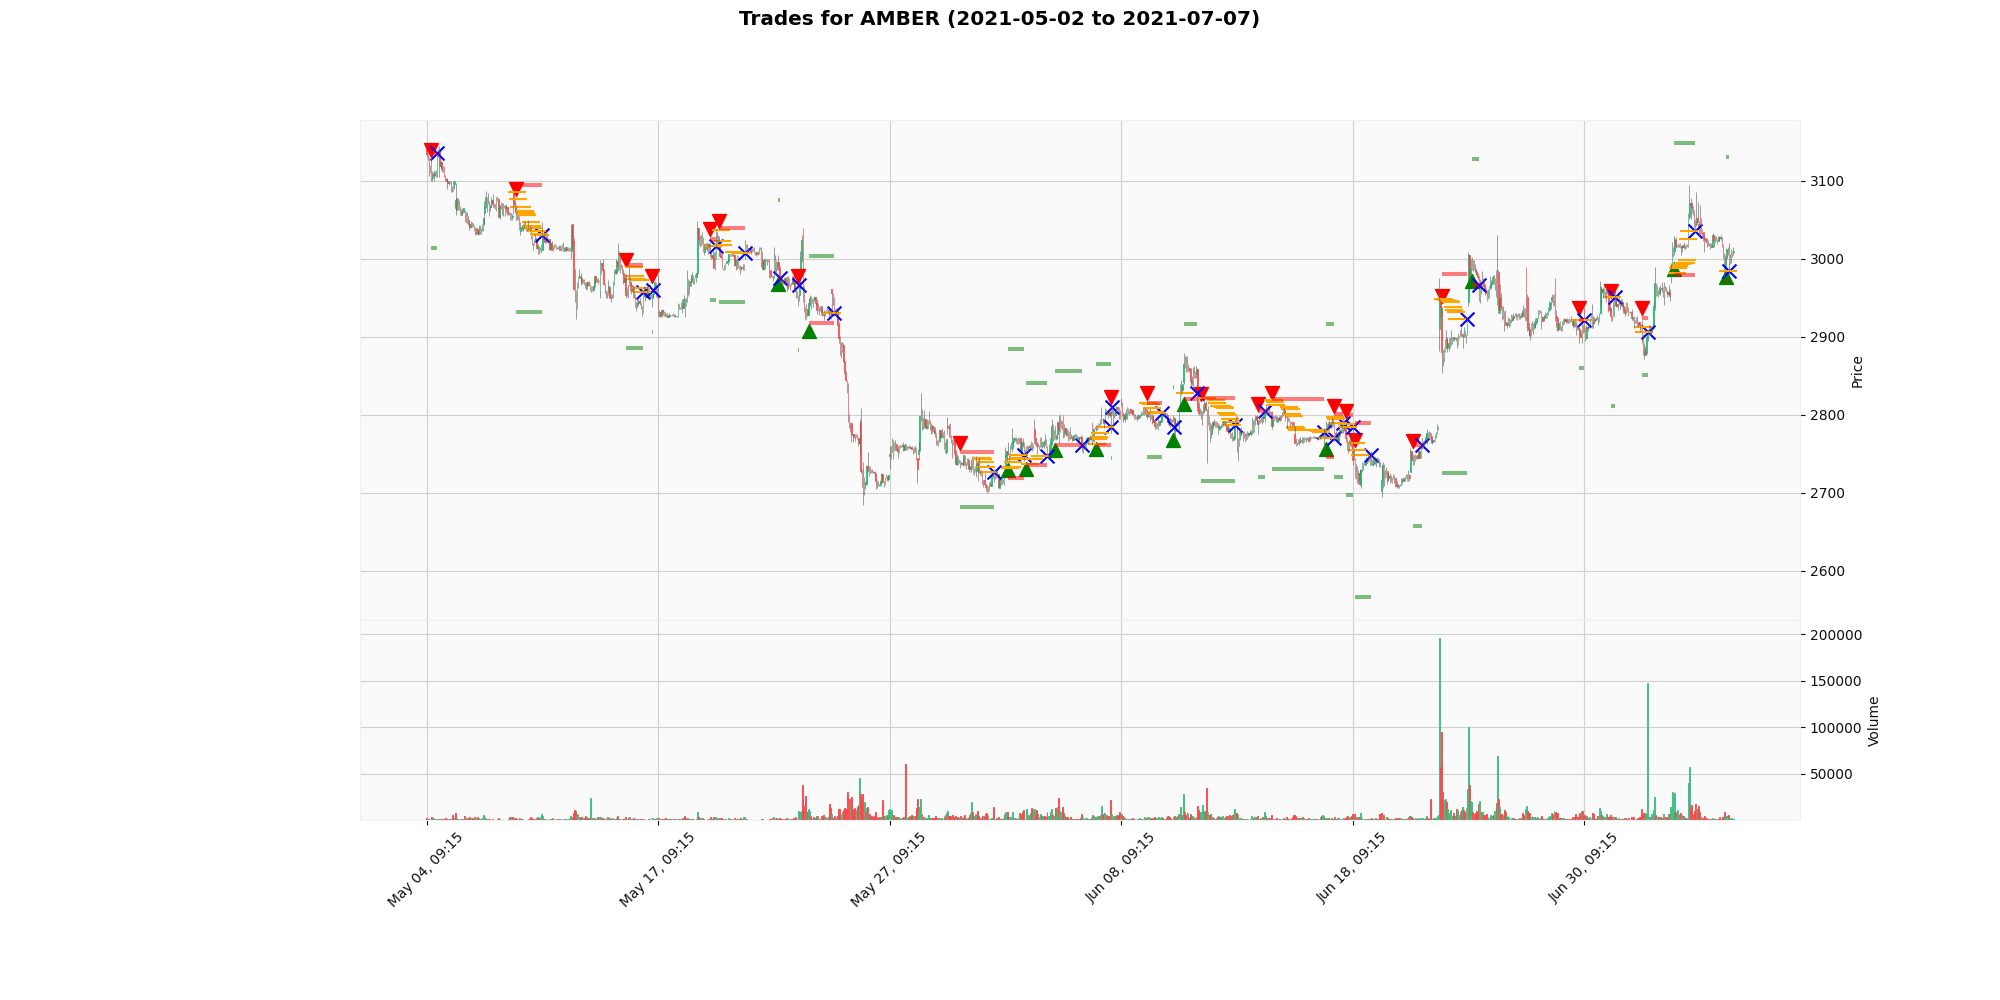 Trades for AMBER (2021-05-02 to 2021-07-07)
3100
3000
2900
2800
2700
2600
Price
200000
150000
100000
50000
Volume
May 04, 09:15
May 17, 09:15
May 27, 09:15
Jun 08, 09:15
Jun 18, 09:15
Jun 30, 09:15